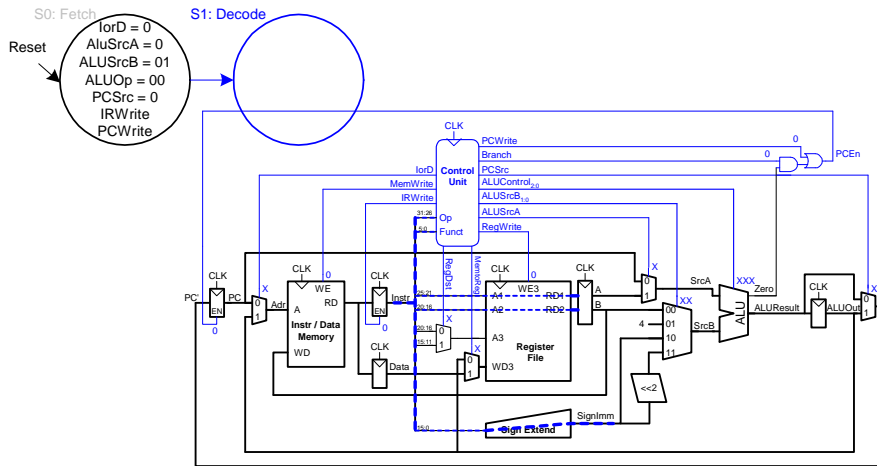 S0: Fetch
S1: Decode
Reset
IorD = 0
AluSrcA = 0
ALUSrcB = 01
ALUOp = 00
PCSrc = 0
IRWrite
PCWrite
CLK
PCWrite
0
Branch
0
PCEn
IorD
Control
Unit
PCSrc
MemWrite
ALUControl2:0
IRWrite
ALUSrcB1:0
31:26
Op
ALUSrcA
5:0
Funct
RegWrite
RegDst
MemtoReg
CLK
CLK
CLK
CLK
CLK
CLK
X
0
0
X
XX
XXX
X
PC'
PC
EN
0
0
1
Adr
A
WE
RD
Instr / Data
Memory
WD
EN
0
Instr
25:21
20:16
A1
A2
WE3
RD1
RD2
A
B
0
1
SrcA
Zero
ALU
ALUResult
ALUOut
0
1
20:16
15:11
X
0
1
A3
Register
File
WD3
CLK
Data
X
0
1
4
00
01
10
11
SrcB
<<2
15:0
SignImm
Sign Extend